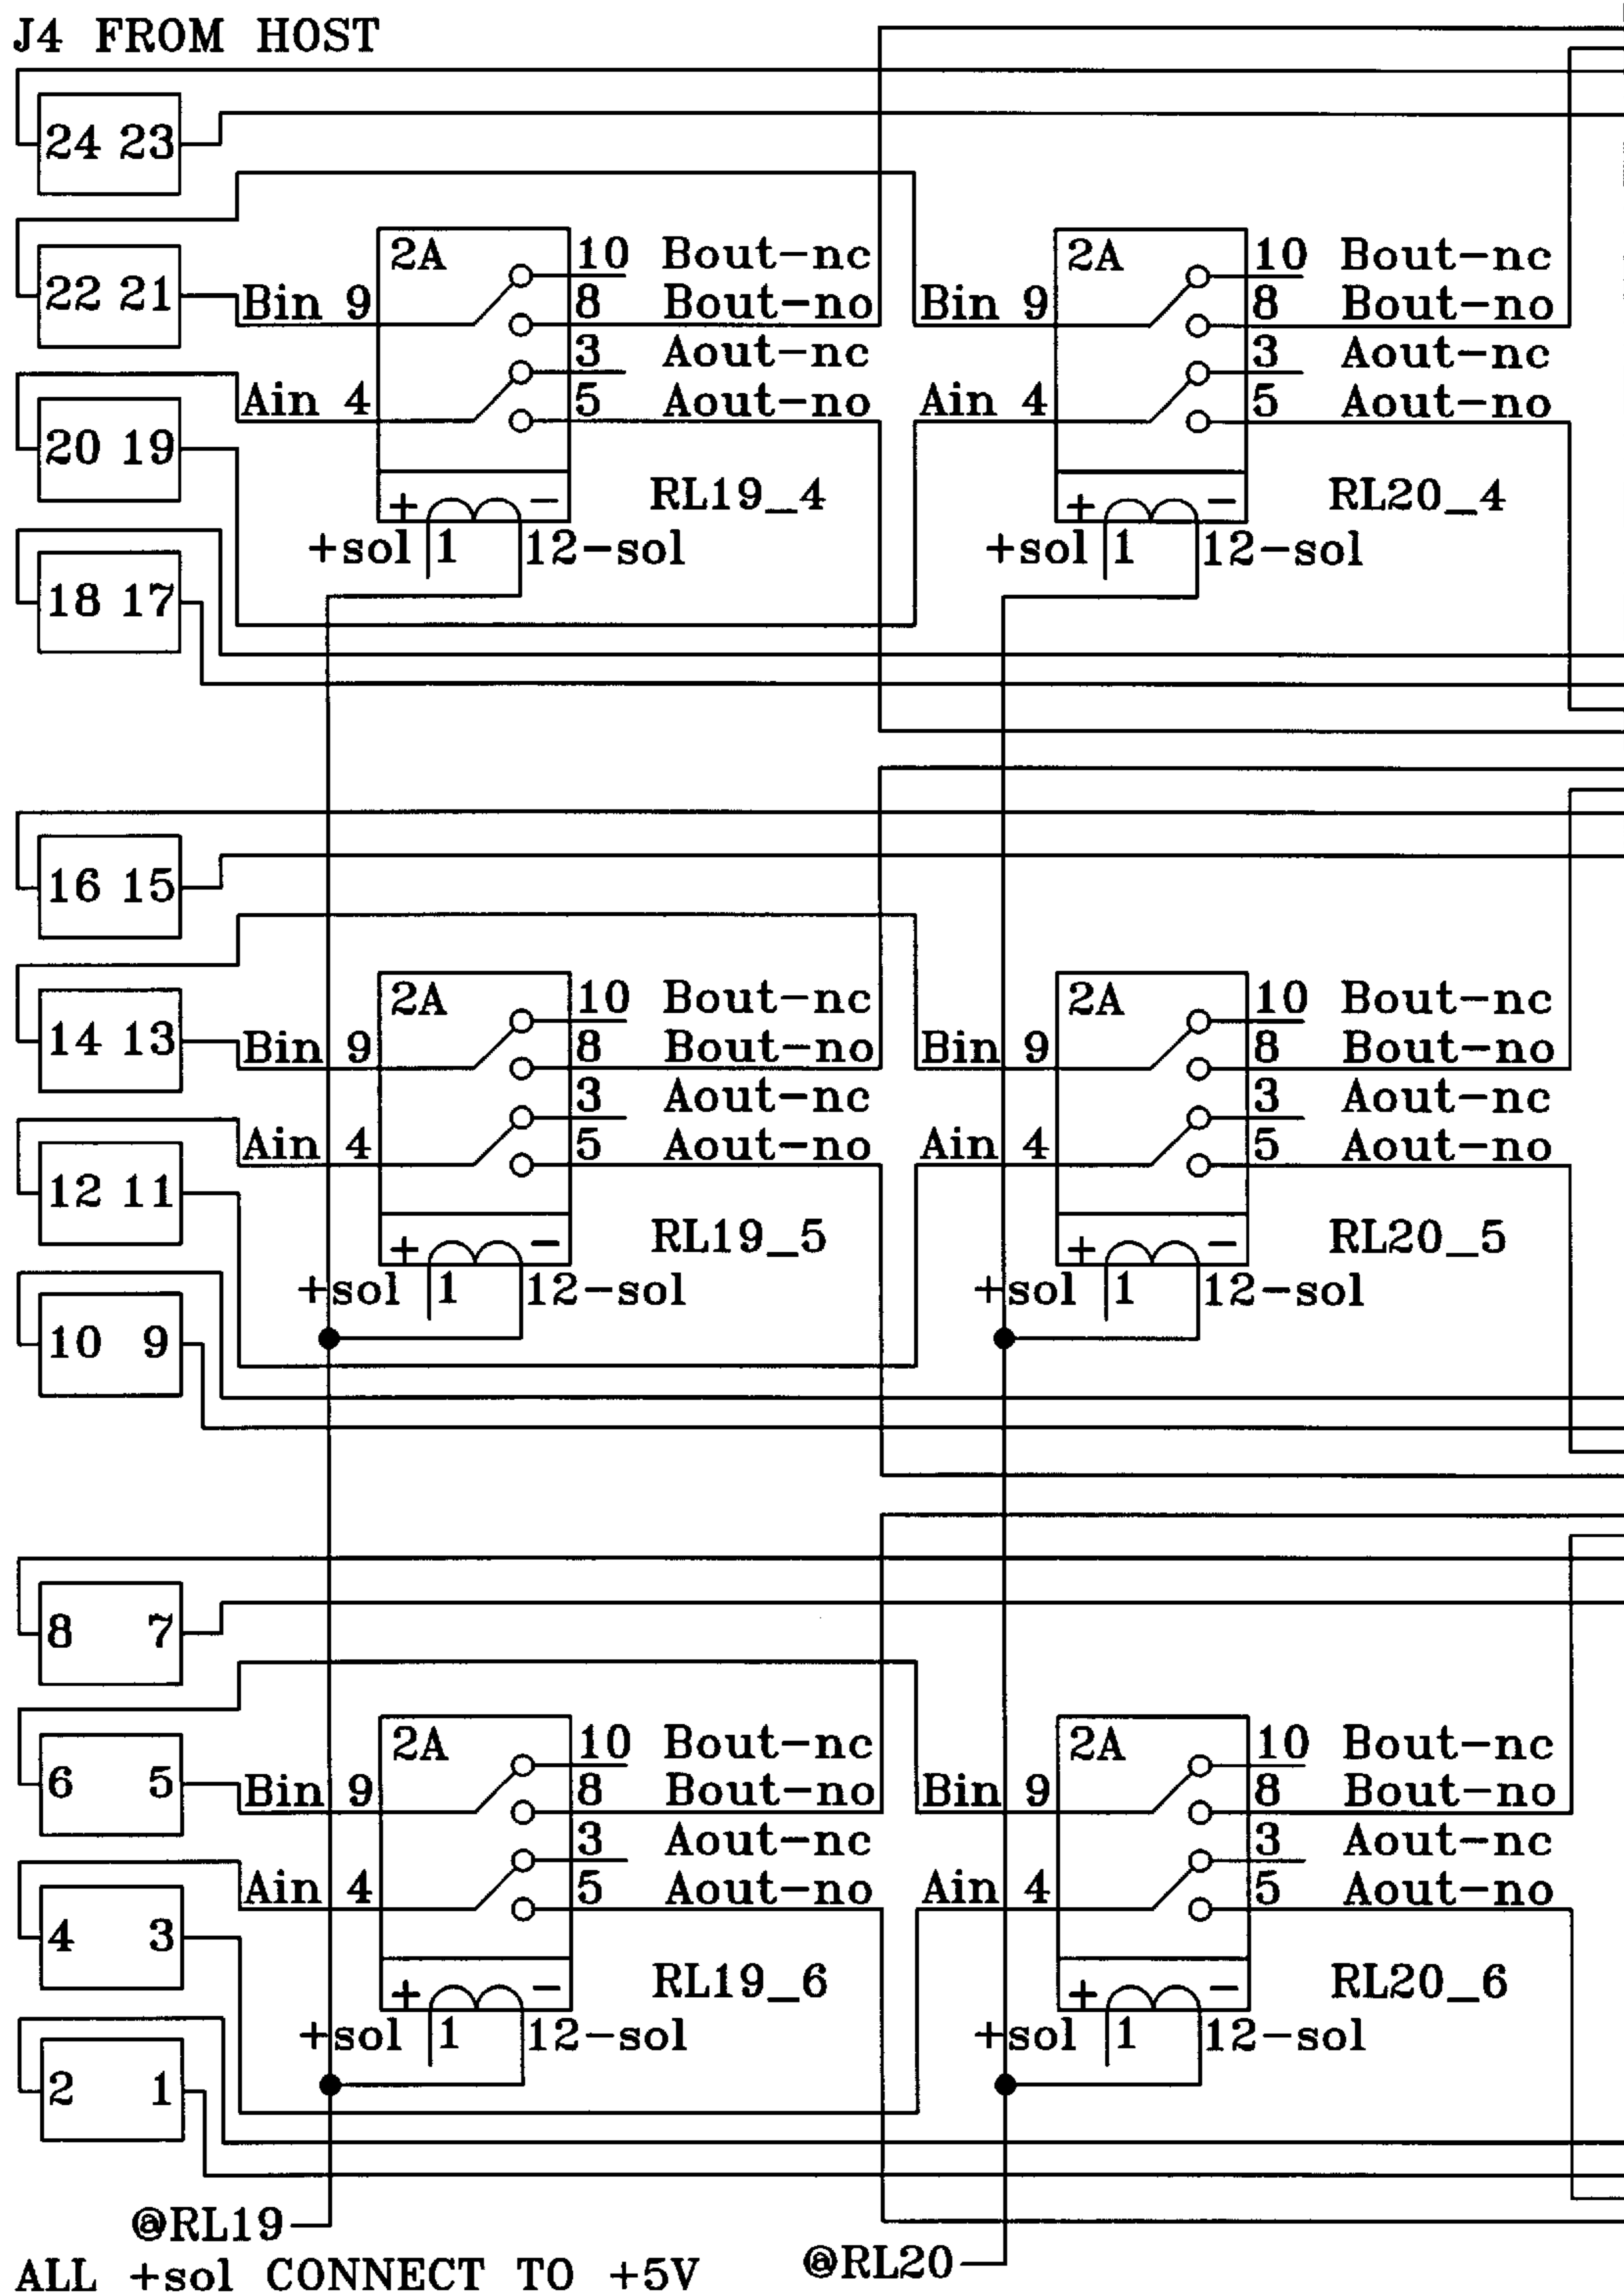 J4 FROM HOST
24 23
2A 10 Bout-nc 2A 10 Bout-nc
22 21 Bin 9 8 Bout-no Bin 9 8 Bout-no
3 Aout-nc 3 Aout-nc
Ain 4 5 Aout-no Ain 4 5 Aout-no
20 19
+ - RL19_4 + - RL20_4
+sol 1 12-sol +sol 1 12-sol
18 17
16 15
2A 10 Bout-nc 2A 10 Bout-nc
14 13 Bin 9 8 Bout-no Bin 9 8 Bout-no
3 Aout-nc 3 Aout-nc
Ain 4 5 Aout-no Ain 4 5 Aout-no
12 11
+ - RL19_5 + - RL20_5
+sol 1 12-sol +sol 1 12-sol
10 9
8 7
2A 10 Bout-nc 2A 10 Bout-nc
6 5 Bin 9 8 Bout-no Bin 9 8 Bout-no
3 Aout-nc 3 Aout-nc
Ain 4 5 Aout-no Ain 4 5 Aout-no
4 3
+ - RL19_6 + - RL20_6
+sol 1 12-sol +sol 1 12-sol
2 1
@RL19
@RL20
ALL +sol CONNECT TO +5V